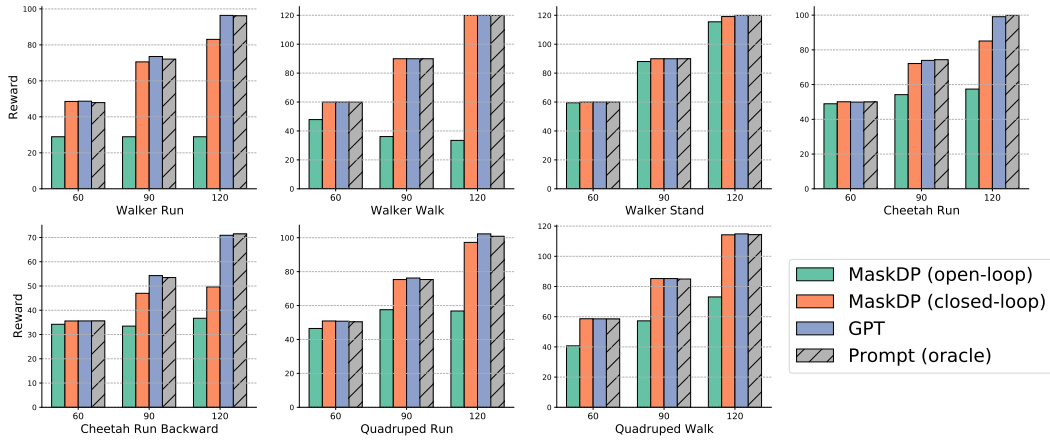 Reward
100
80
60
40
20
0
60 90 120
Walker Run
120
100
80
60
40
20
0
60 90 120
Walker Walk
120
100
80
60
40
20
0
60 90 120
Walker Stand
100
80
60
40
20
0
60 90 120
Cheetah Run
Reward
70
60
50
40
30
20
10
0
60 90 120
Cheetah Run Backward
100
80
60
40
20
0
60 90 120
Quadruped Run
120
100
80
60
40
20
0
60 90 120
Quadruped Walk
MaskDP (open-loop)
MaskDP (closed-loop)
GPT
Prompt (oracle)